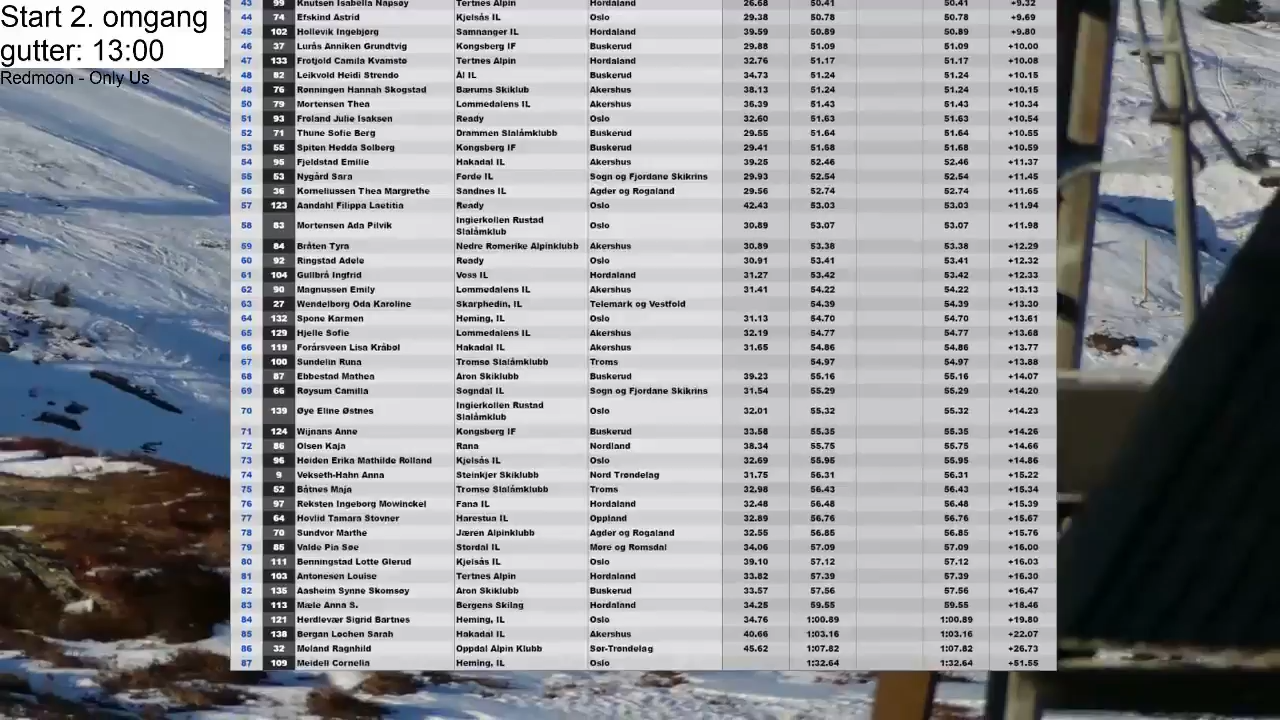 Start 2. omgang
gutter: 13:00
Redmoon - Only Us
43 99 Knutsen Isabella Napsøy Tertnes Alpin Hordaland 26.68 50.41 50.41 +9.32
44 74 Efskind Astrid Kjelsås IL Oslo 29.38 50.78 50.78 +9.69
45 102 Hollevik Ingebjørg Samnanger IL Hordaland 39.59 50.89 50.89 +9.80
46 37 Lurås Anniken Grundtvig Kongsberg IF Buskerud 29.88 51.09 51.09 +10.00
47 133 Frotjold Camila Kvamstø Tertnes Alpin Hordaland 32.76 51.17 51.17 +10.08
48 82 Leikvold Heidi Strendo Ål IL Buskerud 34.73 51.24 51.24 +10.15
48 76 Rønningen Hannah Skogstad Bærums Skiklub Akershus 38.13 51.24 51.24 +10.15
50 79 Mortensen Thea Lommedalens IL Akershus 36.39 51.43 51.43 +10.34
51 93 Frøland Julie Isaksen Ready Oslo 32.60 51.63 51.63 +10.54
52 71 Thune Sofie Berg Drammen Slalåmklubb Buskerud 29.55 51.64 51.64 +10.55
53 55 Spiten Hedda Solberg Kongsberg IF Buskerud 29.41 51.68 51.68 +10.59
54 95 Fjeldstad Emilie Hakadal IL Akershus 39.25 52.46 52.46 +11.37
55 53 Nygård Sara Førde IL Sogn og Fjordane Skikrins 29.93 52.54 52.54 +11.45
56 36 Korneliussen Thea Margrethe Sandnes IL Agder og Rogaland 29.56 52.74 52.74 +11.65
57 123 Aandahl Filippa Laetitia Ready Oslo 42.43 53.03 53.03 +11.94
58 83 Mortensen Ada Pilvik Ingierkollen Rustad Slalåmklub Oslo 30.89 53.07 53.07 +11.98
59 84 Bråten Tyra Nedre Romerike Alpinklubb Akershus 30.89 53.38 53.38 +12.29
60 92 Ringstad Adele Ready Oslo 30.91 53.41 53.41 +12.32
61 104 Gullbrå Ingfrid Voss IL Hordaland 31.27 53.42 53.42 +12.33
62 90 Magnussen Emily Lommedalens IL Akershus 31.41 54.22 54.22 +13.13
63 27 Wendelborg Oda Karoline Skarphedin, IL Telemark og Vestfold 54.39 54.39 +13.30
64 132 Spone Karmen Heming, IL Oslo 31.13 54.70 54.70 +13.61
65 129 Hjelle Sofie Lommedalens IL Akershus 32.19 54.77 54.77 +13.68
66 119 Forårsveen Lisa Kråbøl Hakadal IL Akershus 31.65 54.86 54.86 +13.77
67 100 Sundelin Runa Tromsø Slalåmklubb Troms 54.97 54.97 +13.88
68 87 Ebbestad Mathea Aron Skiklubb Buskerud 39.23 55.16 55.16 +14.07
69 66 Røysum Camilla Sogndal IL Sogn og Fjordane Skikrins 31.54 55.29 55.29 +14.20
70 139 Øye Eline Østnes Ingierkollen Rustad Slalåmklub Oslo 32.01 55.32 55.32 +14.23
71 124 Wijnans Anne Kongsberg IF Buskerud 33.58 55.35 55.35 +14.26
72 86 Olsen Kaja Rana Nordland 38.34 55.75 55.75 +14.66
73 96 Høiden Erika Mathilde Rolland Kjelsås IL Oslo 32.69 55.95 55.95 +14.86
74 9 Vekseth-Hahn Anna Steinkjer Skiklubb Nord Trøndelag 31.75 56.31 56.31 +15.22
75 52 Båtnes Maja Tromsø Slalåmklubb Troms 32.98 56.43 56.43 +15.34
76 97 Reksten Ingeborg Mowinckel Fana IL Hordaland 32.48 56.48 56.48 +15.39
77 64 Hovlid Tamara Stovner Harestua IL Oppland 32.89 56.76 56.76 +15.67
78 70 Sundvor Marthe Jæren Alpinklubb Agder og Rogaland 32.55 56.85 56.85 +15.76
79 85 Valde Pia Søe Stordal IL Møre og Romsdal 34.06 57.09 57.09 +16.00
80 111 Benningstad Lotte Glerud Kjelsås IL Oslo 39.10 57.12 57.12 +16.03
81 103 Antonesen Louise Tertnes Alpin Hordaland 33.82 57.39 57.39 +16.30
82 135 Aasheim Synne Skomsøy Aron Skiklubb Buskerud 33.57 57.56 57.56 +16.47
83 113 Mæle Anna S. Bergens Skilag Hordaland 34.25 59.55 59.55 +18.46
84 121 Herdlevær Sigrid Bartnes Heming, IL Oslo 34.76 1:00.89 1:00.89 +19.80
85 138 Bergan Løchen Sarah Hakadal IL Akershus 40.66 1:03.16 1:03.16 +22.07
86 32 Meland Ragnhild Oppdal Alpin Klubb Sør-Trøndelag 45.62 1:07.82 1:07.82 +26.73
87 109 Meidell Cornelia Heming, IL Oslo 1:32.64 1:32.64 +51.55